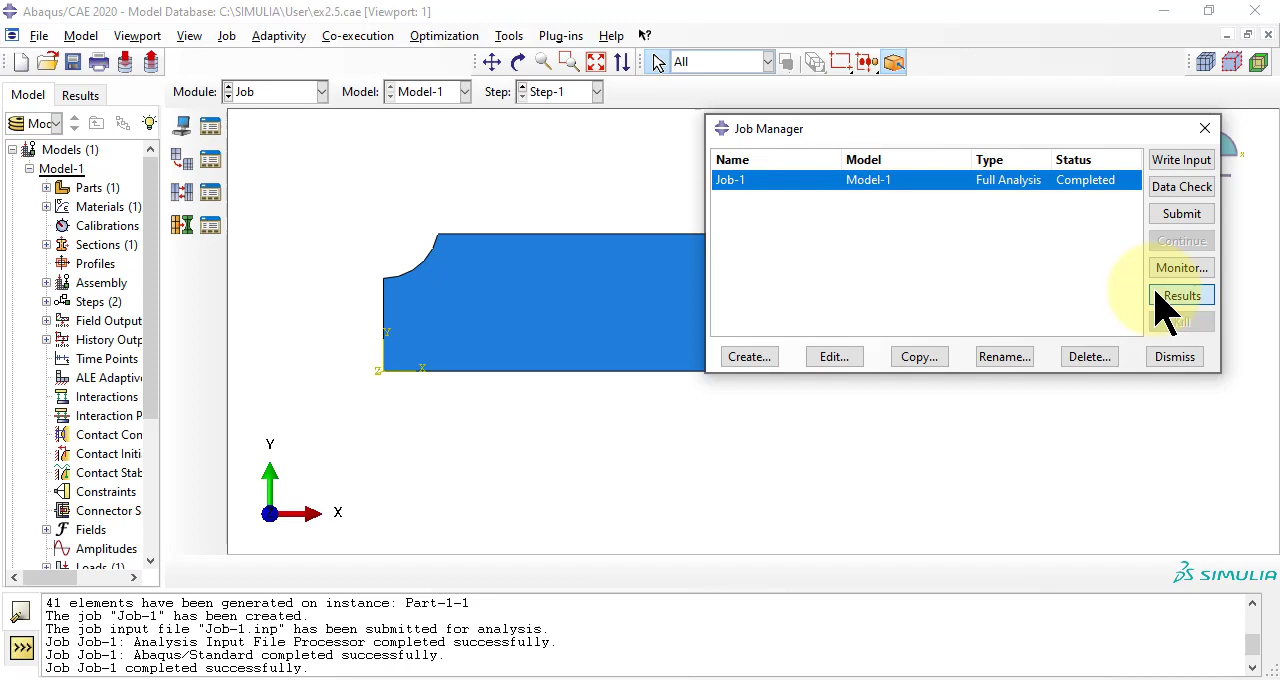 Abaqus/CAE 2020 - Model Database: C:\SIMULIA\User\ex2.5.cae [Viewport: 1]
File Model Viewport View Job Adaptivity Co-execution Optimization Tools Plug-ins Help
All
Model Results Module: Job Model: Model-1 Step: Step-1
Moc
Job Manager
Name Model Type Status
Job-1 Model-1 Full Analysis Completed
Write Input
Data Check
Submit
Continue
Monitor...
Results
Create... Edit... Copy... Rename... Delete... Dismiss
Models (1)
Model-1
Parts (1)
Materials (1)
Calibrations
Sections (1)
Profiles
Assembly
Steps (2)
Field Output
History Outp
Time Points
ALE Adaptiv
Interactions
Interaction P
Contact Con
Contact Initi
Contact Stab
Constraints
Connector S
Fields
Amplitudes
Loads (1)
Y
X
Z
x
Y
X
Z
SIMULIA
41 elements have been generated on instance: Part-1-1
The job "Job-1" has been created.
The job input file "Job-1.inp" has been submitted for analysis.
Job Job-1: Analysis Input File Processor completed successfully.
Job Job-1: Abaqus/Standard completed successfully.
Job Job-1 completed successfully.